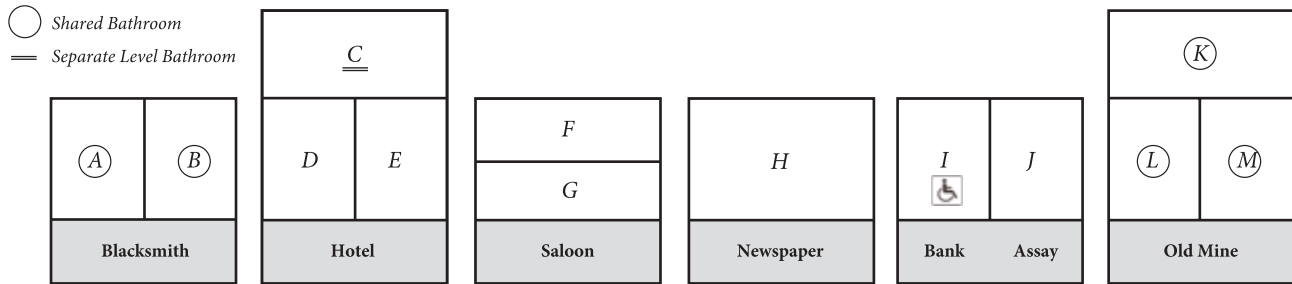 Shared Bathroom
Separate Level Bathroom
C
K
A B
D E
F
G
H
I J
L M
Blacksmith
Hotel
Saloon
Newspaper
Bank Assay
Old Mine